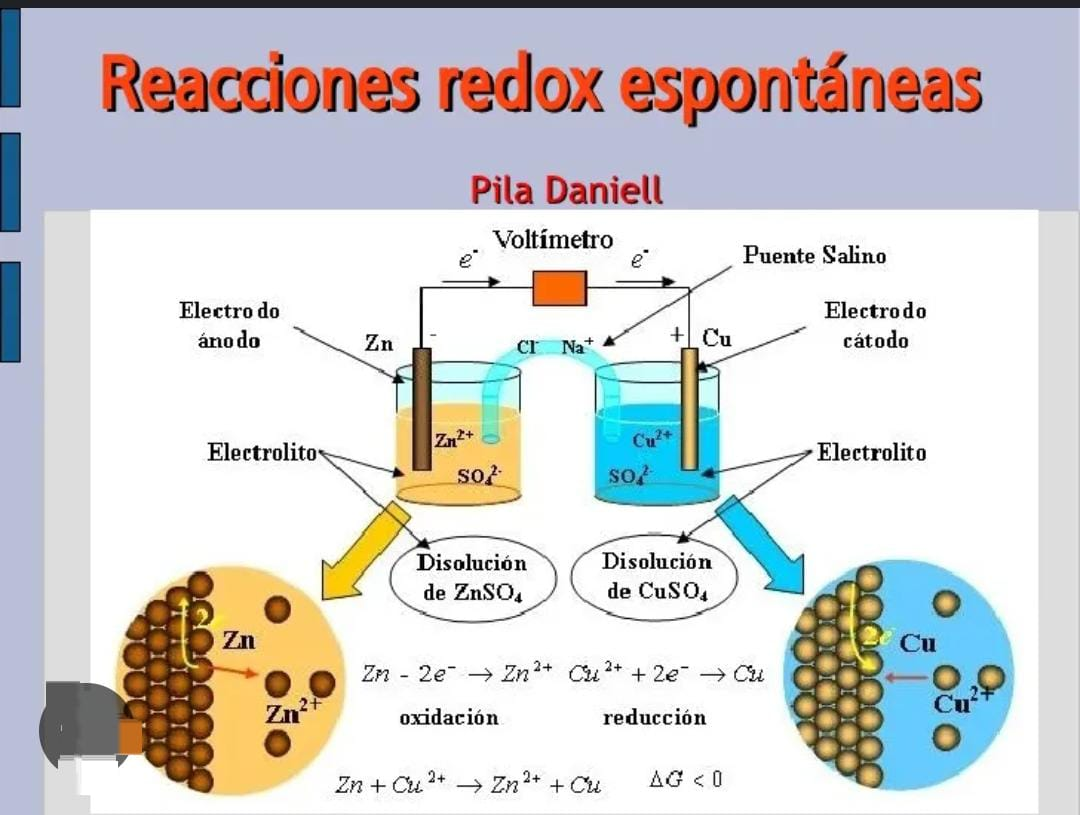 Reacciones redox espontáneas
Pila Daniell
Voltímetro
e⁻
e⁻
Puente Salino
Electrodo
ánodo
Electrodo
cátodo
Zn
-
Cl⁻
Na⁺
+
Cu
Zn²⁺
SO₄²⁻
Cu²⁺
SO₄²⁻
Electrolito
Electrolito
Disolución
de ZnSO₄
Disolución
de CuSO₄
Zn
Zn²⁺
2e⁻
Cu
Cu²⁺
Zn - 2e⁻ → Zn²⁺
Cu²⁺ + 2e⁻ → Cu
oxidación
reducción
Zn + Cu²⁺ → Zn²⁺ + Cu
ΔG < 0